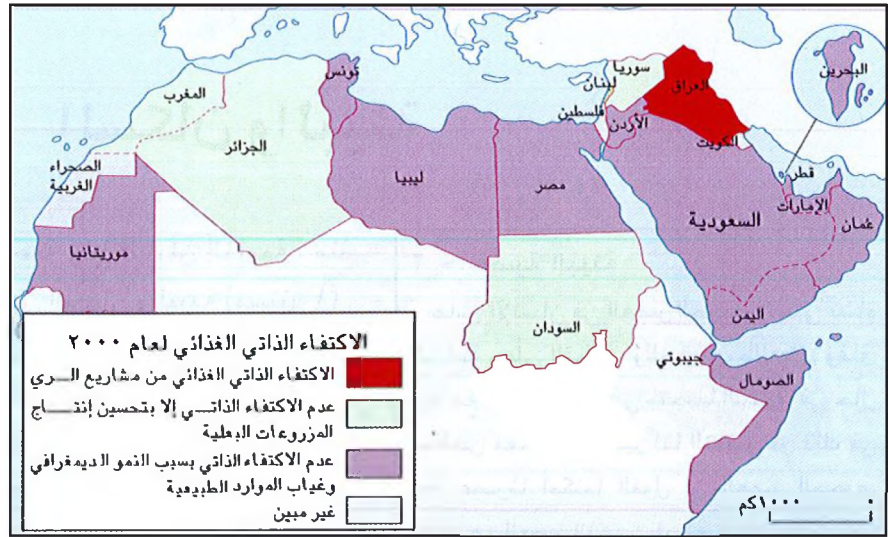 البحرين
تونس
سوريا
العراق
لبنان
المغرب
فلسطين
الأردن
الجزائر
الكويت
الصحراء
الغربية
ليبيا
مصر
قطر
الإمارات
السعودية
عمان
موريتانيا
اليمن
السودان
جيبوتي
الصومال
الاكتفاء الذاتي الغذائي لعام ٢٠٠٠
الاكتفاء الذاتي الغذائي من مشاريع الري
عدم الاكتفاء الذاتي إلا بتحسين إنتاج
المزروعات البعلية
عدم الاكتفاء الذاتي بسبب النمو الديمغرافي
وغياب الموارد الطبيعية
غير مبين
٠ ١٠٠٠كم